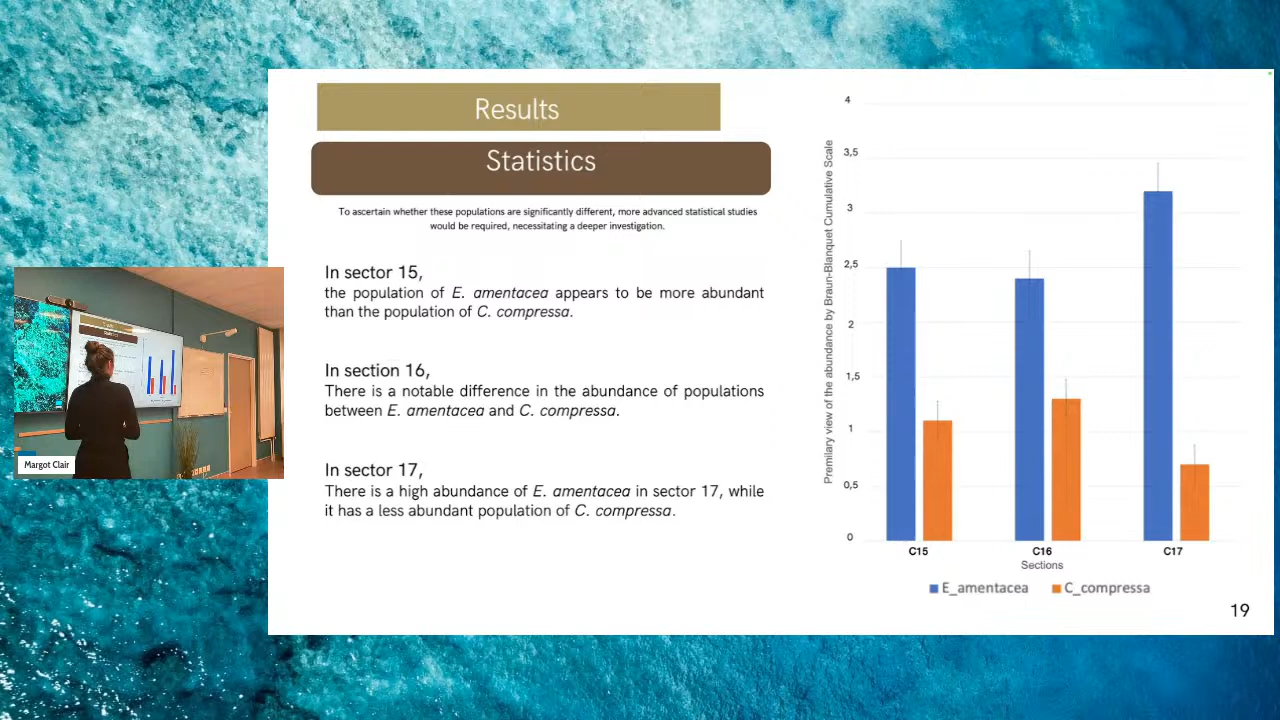 Results
Statistics
To ascertain whether these populations are significantly different, more advanced statistical studies
would be required, necessitating a deeper investigation.
In sector 15,
the population of E. amentacea appears to be more abundant
than the population of C. compressa.
In section 16,
There is a notable difference in the abundance of populations
between E. amentacea and C. compressa.
In sector 17,
There is a high abundance of E. amentacea in sector 17, while
it has a less abundant population of C. compressa.
Premilary view of the abundance by Braun-Blanquet Cumulative Scale
4
3,5
3
2,5
2
1,5
1
0,5
0
C15 C16 C17
Sections
E_amentacea C_compressa
19
Margot Clair